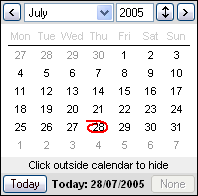 < July 2005 >
Mon Tue Wed Thu Fri Sat Sun
27 28 29 30 1 2 3
4 5 6 7 8 9 10
11 12 13 14 15 16 17
18 19 20 21 22 23 24
25 26 27 28 29 30 31
1 2 3 4 5 6 7
Click outside calendar to hide
Today Today: 28/07/2005 None